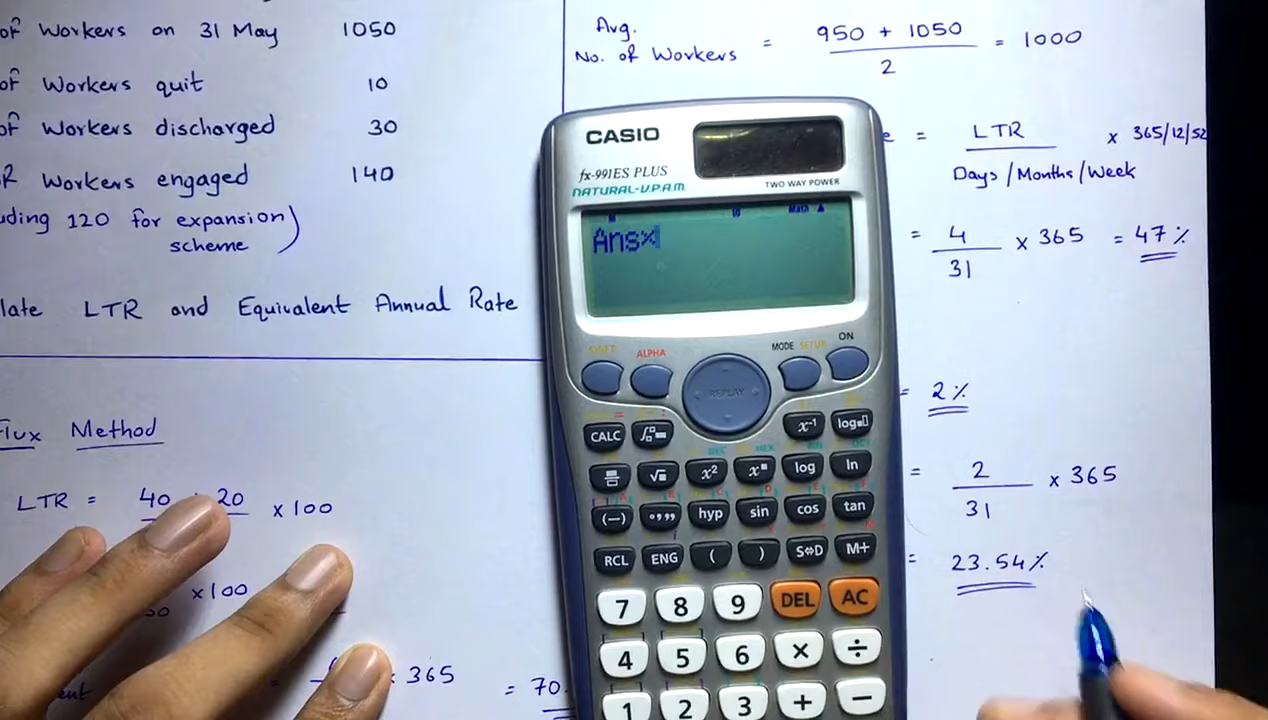 of Workers on 31 May 1050
of Workers quit 10
of Workers discharged 30
Workers engaged 140
120 for expansion
scheme)
LTR and Equivalent Annual Rate
Flux Method
LTR = 40 + 20 x 100
x100
x 365 = 70.
Avg.
No. of Workers = 950 + 1050 = 1000
2
= LTR x 365/12/52
Days/Months/Week
= 4 x 365 = 47%
31
= 2%
= 2 x 365
31
= 23.54%
CASIO
fx-991ES PLUS
NATURAL-V.P.A.M.
TWO WAY POWER
M D Math ▲
Ans×
SHIFT ALPHA MODE SETUP ON
REPLAY
CALC ∫ x⁻¹ log
√ x² x log ln
(−) °''' hyp sin cos tan
RCL ENG ( ) S⇔D M+
7 8 9 DEL AC
4 5 6 × ÷
1 2 3 + −